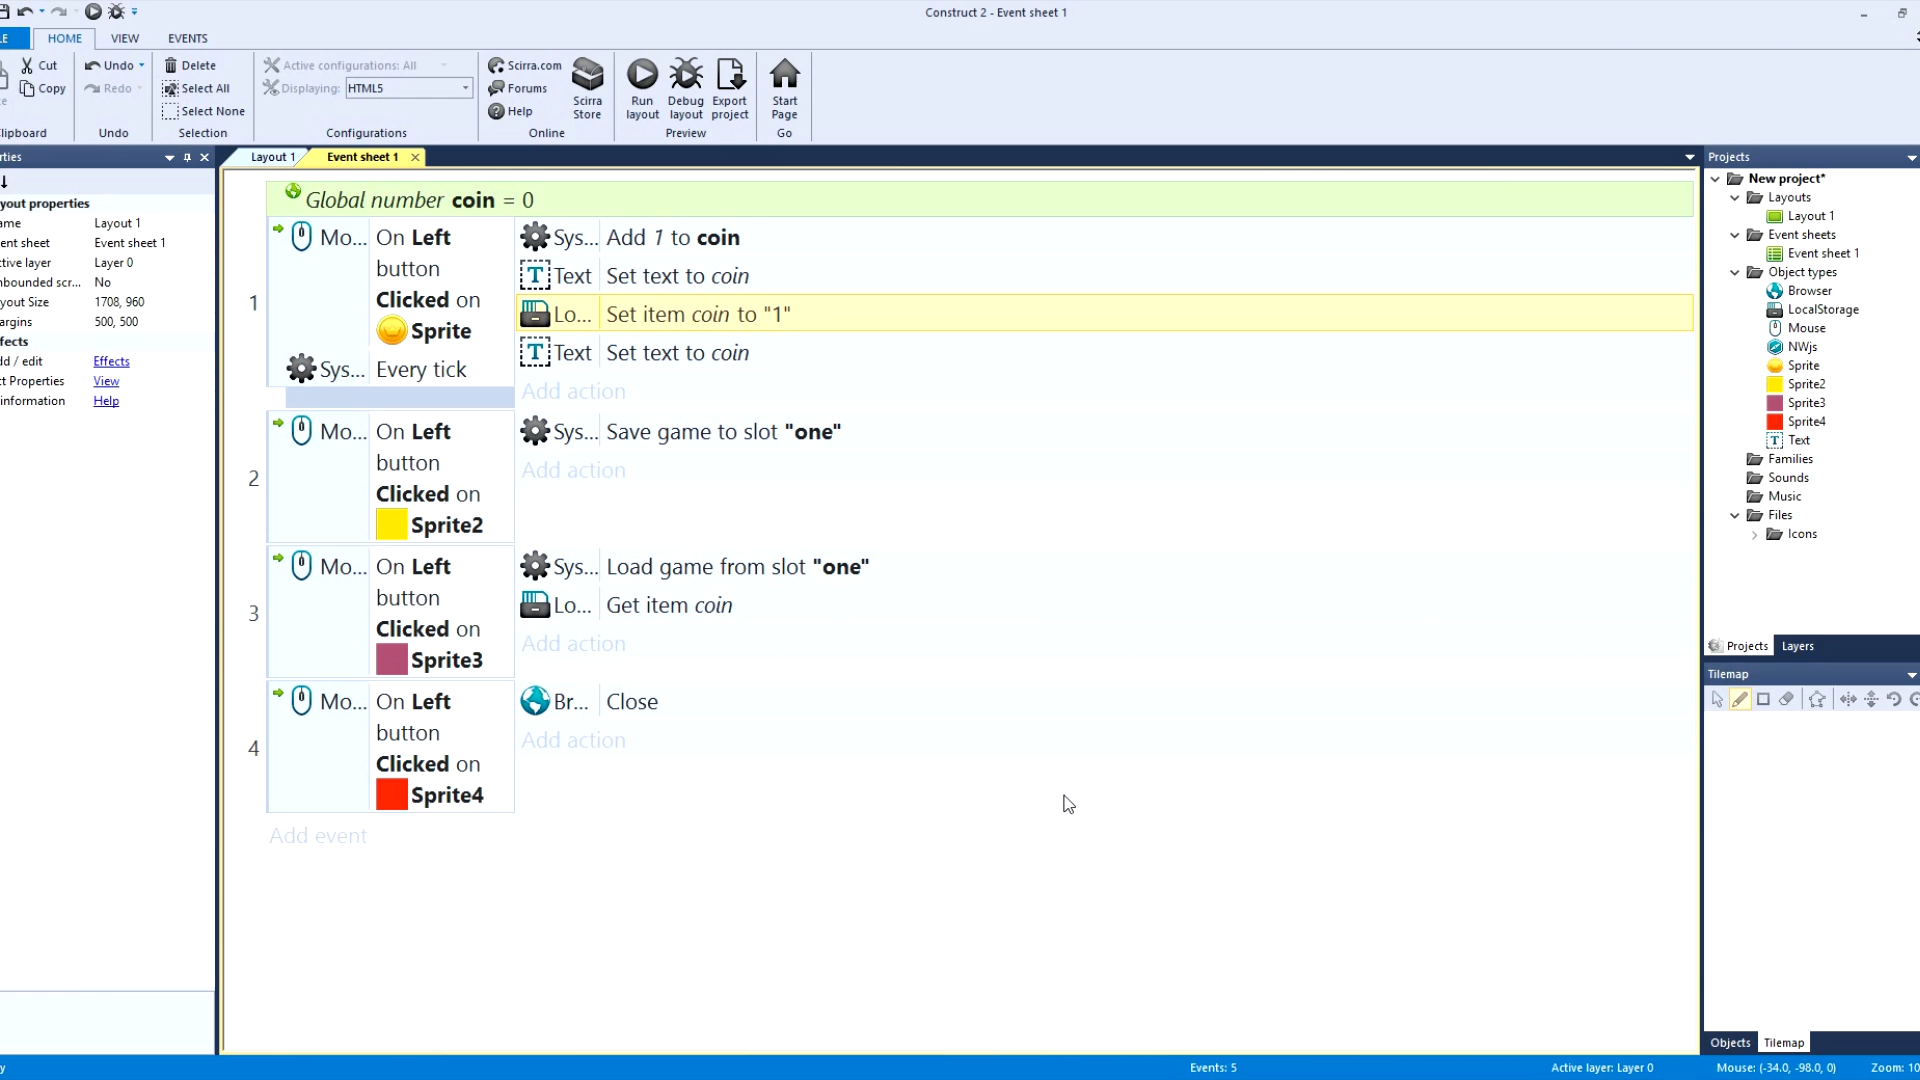 Construct 2 - Event sheet 1
LE
HOME
VIEW
EVENTS
Cut
Copy
lipboard
Undo
Redo
Undo
Delete
Select All
Select None
Selection
Active configurations: All
Displaying: HTML5
Configurations
Scirra.com
Forums
Help
Scirra Store
Online
Run layout
Debug layout
Export project
Preview
Start Page
Go
rties
Layout 1
Event sheet 1
Projects
yout properties
ame Layout 1
ent sheet Event sheet 1
ctive layer Layer 0
nbounded scr... No
yout Size 1708, 960
argins 500, 500
ffects
dd / edit Effects
ct Properties View
information Help
Global number coin = 0
1
Mo... On Left button Clicked on Sprite
Sys... Every tick
Sys... Add 1 to coin
Text Set text to coin
Lo... Set item coin to "1"
Text Set text to coin
Add action
2
Mo... On Left button Clicked on Sprite2
Sys... Save game to slot "one"
Add action
3
Mo... On Left button Clicked on Sprite3
Sys... Load game from slot "one"
Lo... Get item coin
Add action
4
Mo... On Left button Clicked on Sprite4
Br... Close
Add action
Add event
New project*
Layouts
Layout 1
Event sheets
Event sheet 1
Object types
Browser
LocalStorage
Mouse
NWjs
Sprite
Sprite2
Sprite3
Sprite4
Text
Families
Sounds
Music
Files
Icons
Projects Layers
Tilemap
Objects Tilemap
y
Events: 5
Active layer: Layer 0
Mouse: (-34.0, -98.0, 0)
Zoom: 10